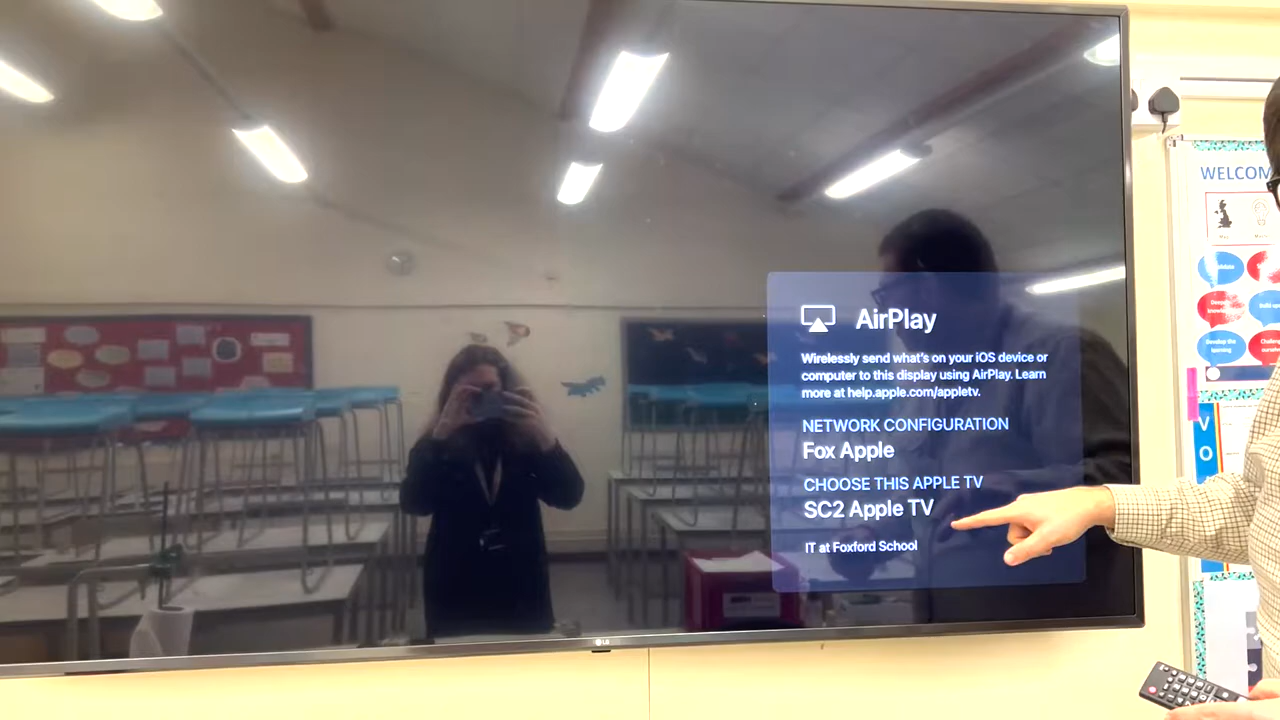 AirPlay
Wirelessly send what's on your iOS device or
computer to this display using AirPlay. Learn
more at help.apple.com/appletv.
NETWORK CONFIGURATION
Fox Apple
CHOOSE THIS APPLE TV
SC2 Apple TV
IT at Foxford School
LG
WELCOM
V
O